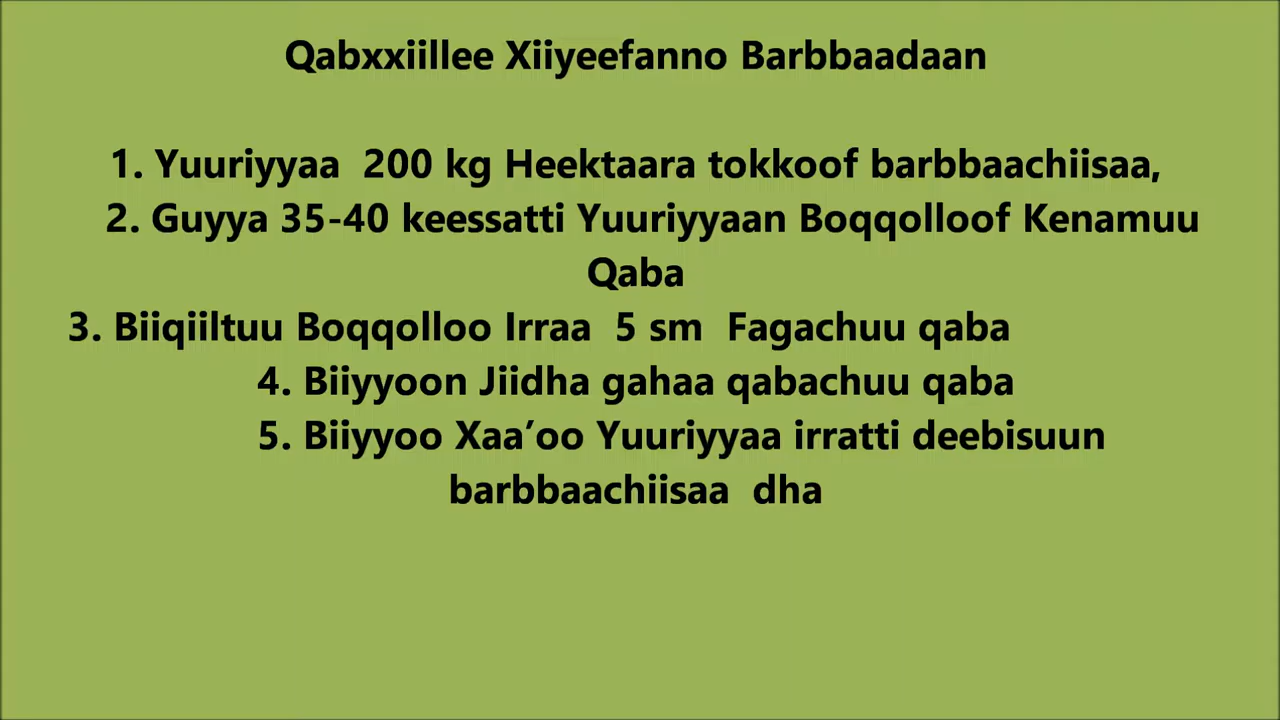 Qabxxiillee Xiiyeefanno Barbbaadaan
1. Yuuriyyaa 200 kg Heektaara tokkoof barbbaachiisaa,
2. Guyya 35-40 keessatti Yuuriyyaan Boqqolloof Kenamuu
Qaba
3. Biiqiiltuu Boqqolloo Irraa 5 sm Fagachuu qaba
4. Biiyyoon Jiidha gahaa qabachuu qaba
5. Biiyyoo Xaa’oo Yuuriyyaa irratti deebisuun
barbbaachiisaa dha